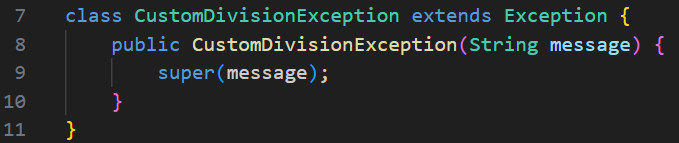 7 class CustomDivisionException extends Exception {
8     public CustomDivisionException(String message) {
9         super(message);
10     }
11 }